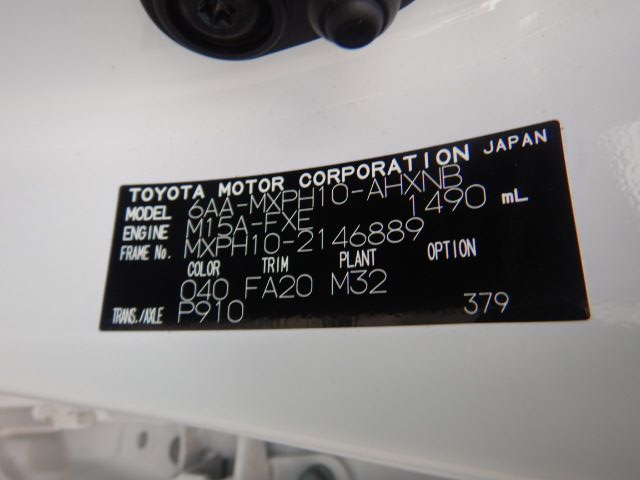 TOYOTA MOTOR CORPORATION JAPAN
MODEL 6AA-MXPH10-AHXNB
ENGINE M15A-FXE 1490 mL
FRAME No. MXPH10-2146889
COLOR TRIM PLANT OPTION
040 FA20 M32
TRANS./AXLE P910 379